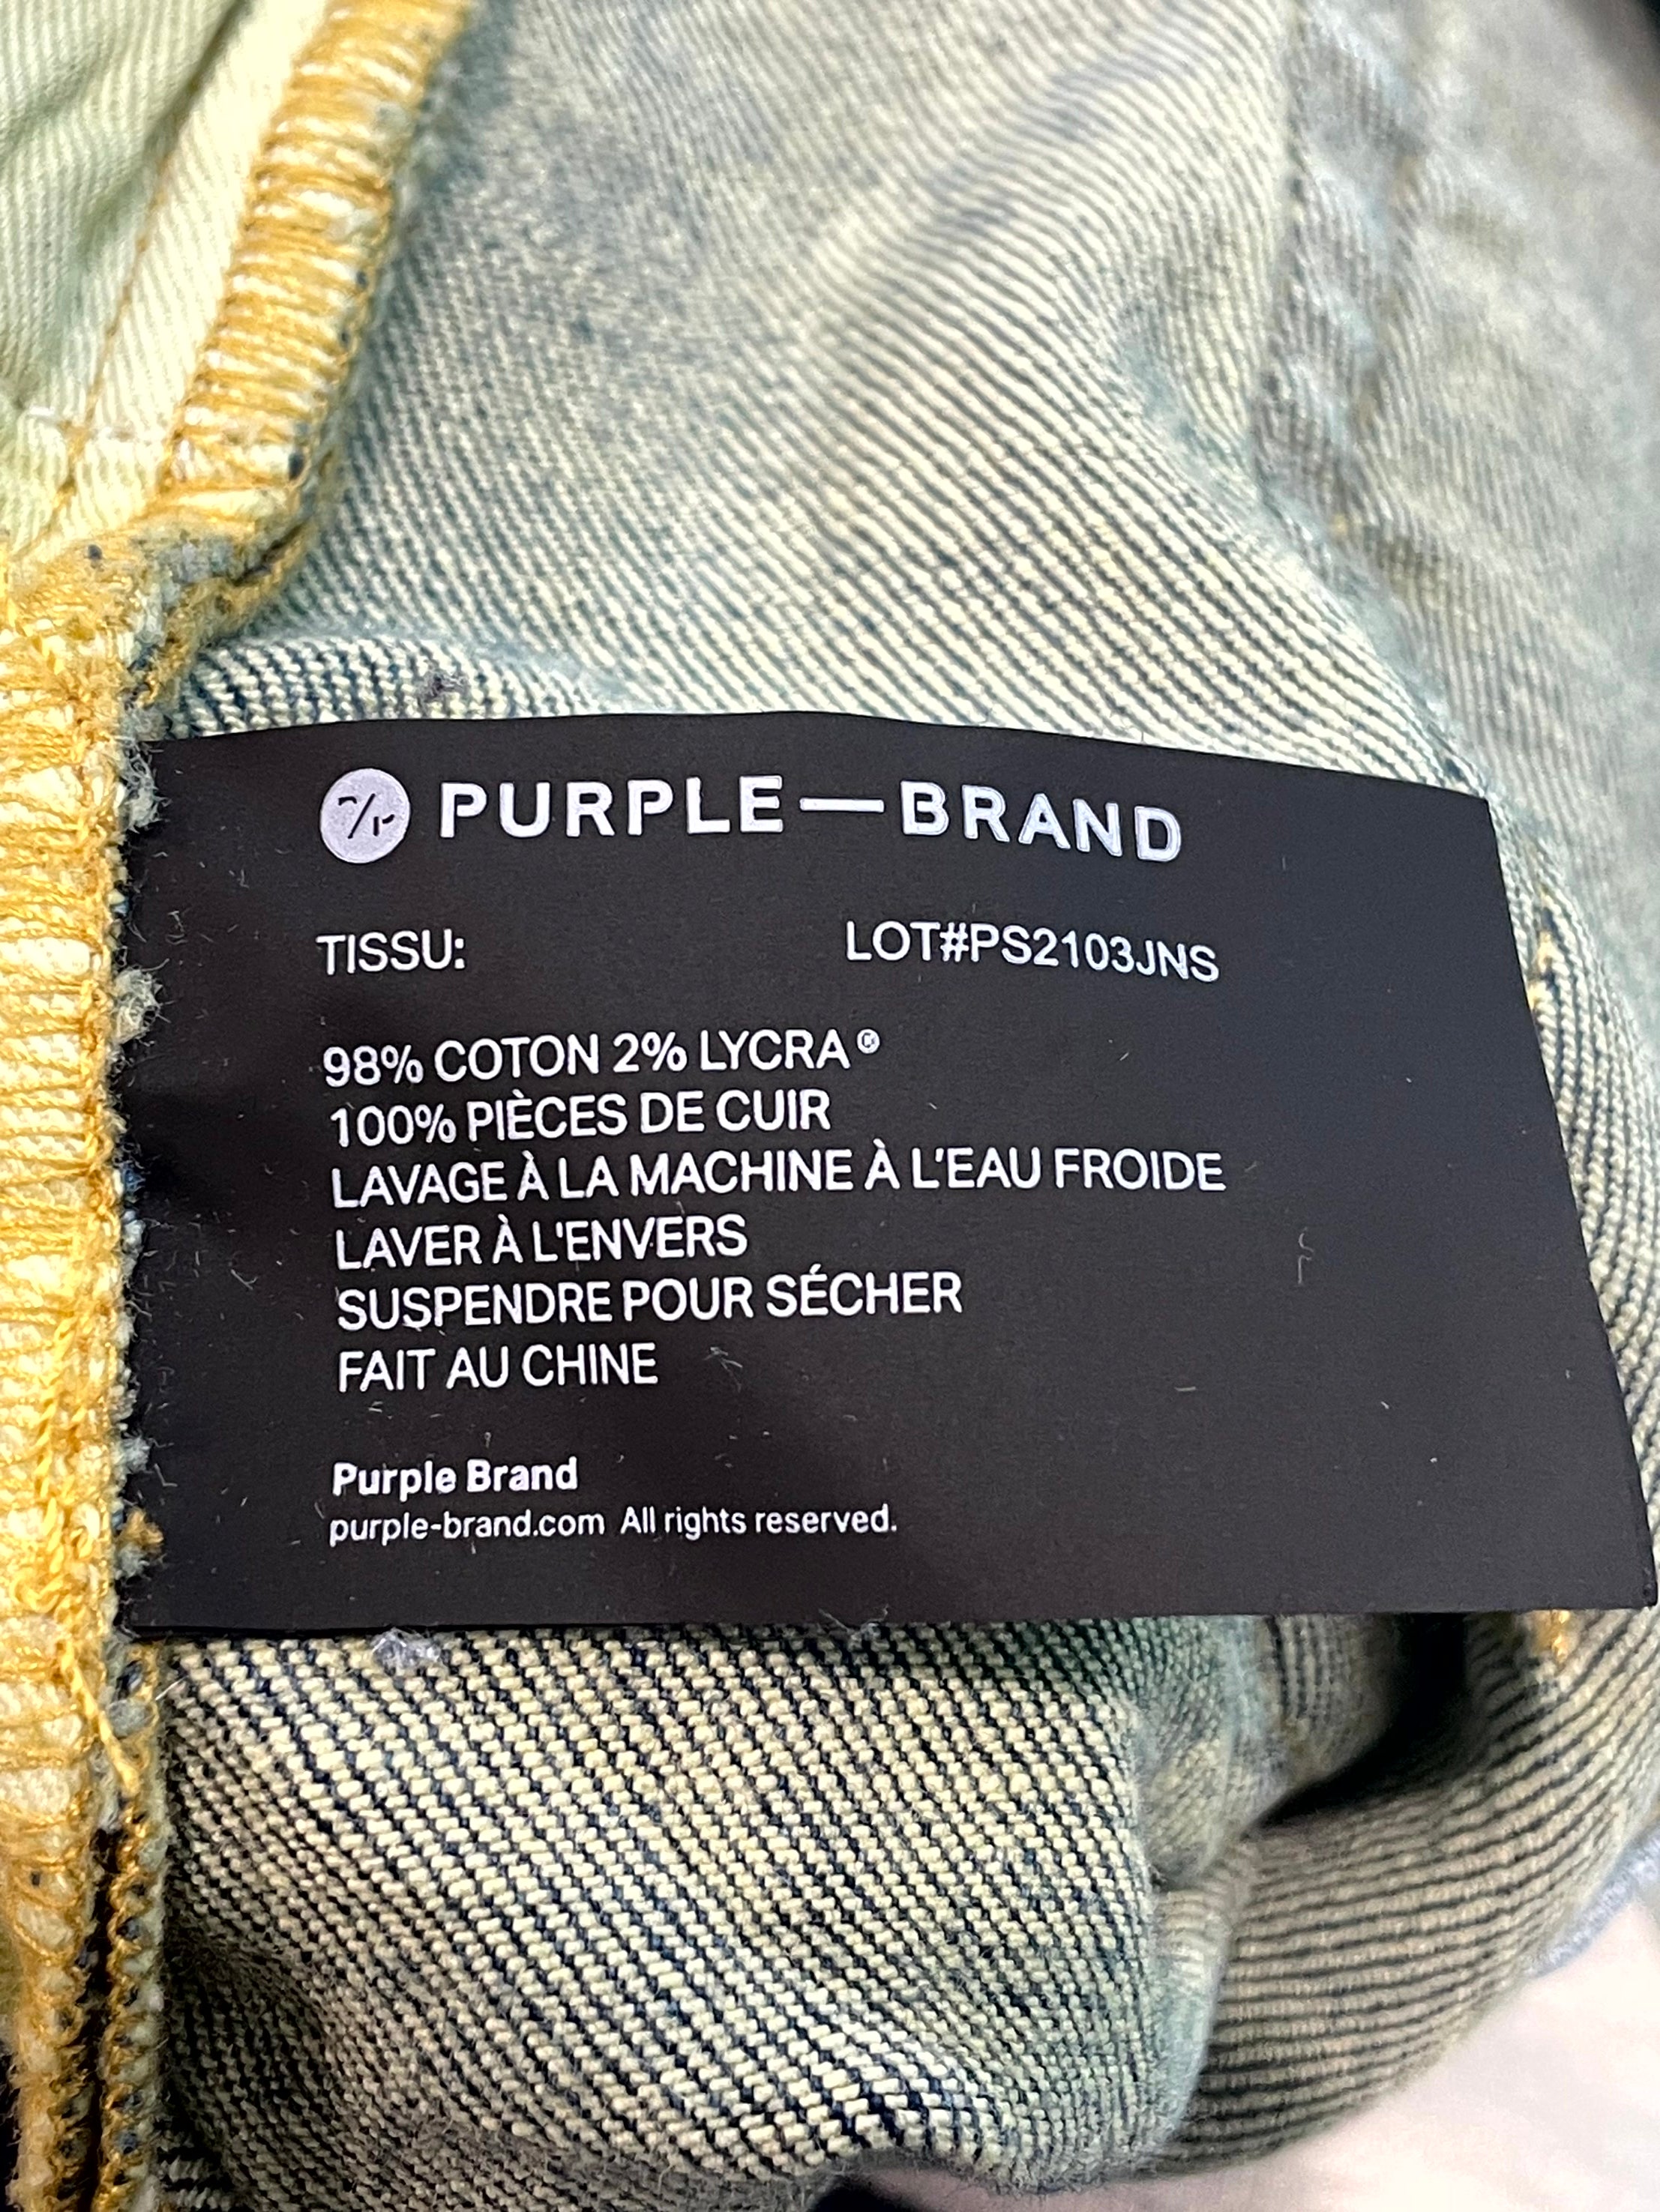 PURPLE—BRAND
TISSU: LOT#PS2103JNS
98% COTON 2% LYCRA®
100% PIÈCES DE CUIR
LAVAGE À LA MACHINE À L'EAU FROIDE
LAVER À L'ENVERS
SUSPENDRE POUR SÉCHER
FAIT AU CHINE
Purple Brand
purple-brand.com All rights reserved.